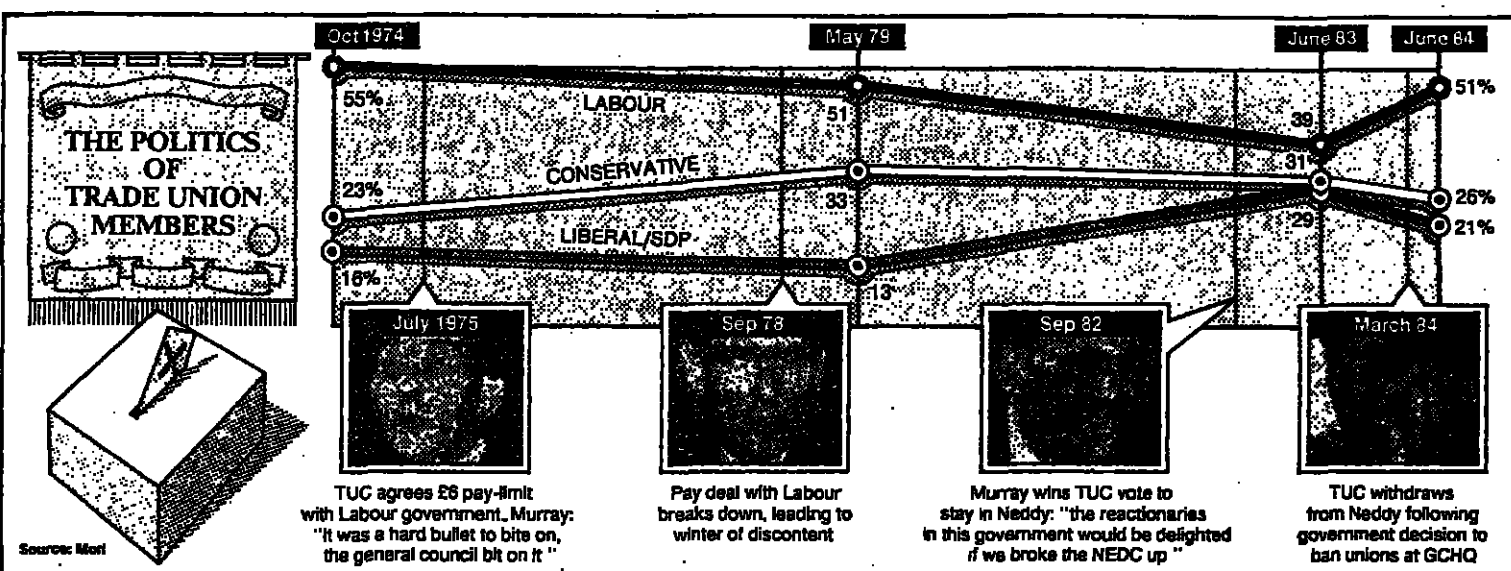 Oct 1974
May 79
June 83
June 84
THE POLITICS
OF
TRADE UNION
MEMBERS
LABOUR
CONSERVATIVE
LIBERAL/SDP
55%
51
39
51%
23%
33
31%
26%
16%
13
29
21%
July 1975
TUC agrees £6 pay-limit
with Labour government, Murray:
"It was a hard bullet to bite on,
the general council bit on it"
Sep 78
Pay deal with Labour
breaks down, leading to
winter of discontent
Sep 82
Murray wins TUC vote to
stay in Neddy: "the reactionaries
in this government would be delighted
if we broke the NEDC up"
March 84
TUC withdraws
from Neddy following
government decision to
ban unions at GCHQ
Source: Mori